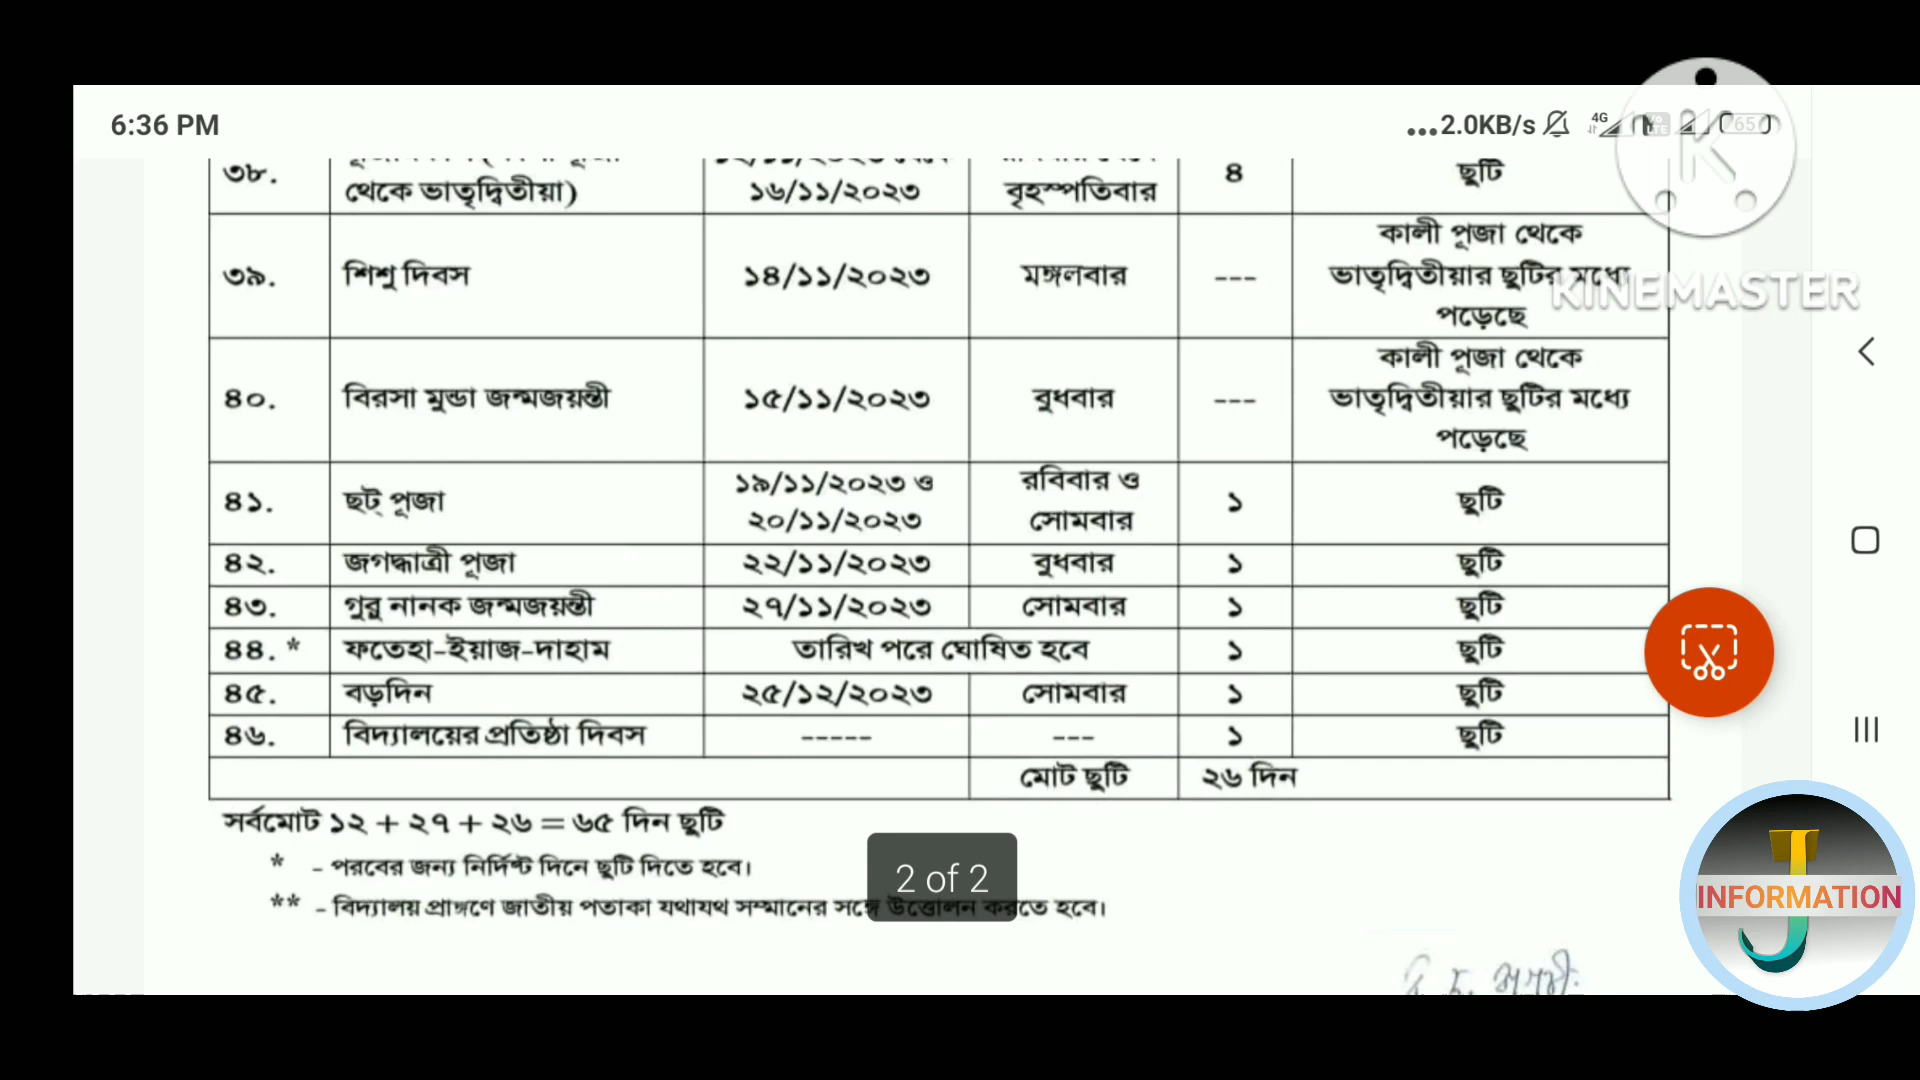 6:36 PM
...2.0KB/s 4G 65
৩৮. থেকে ভাতৃদ্বিতীয়া) ১৬/১১/২০২৩ বৃহস্পতিবার ৪ ছুটি
কালী পূজা থেকে
৩৯. শিশু দিবস ১৪/১১/২০২৩ মঙ্গলবার --- ভাতৃদ্বিতীয়ার ছুটির মধ্যে
পড়েছে
KINEMASTER
কালী পূজা থেকে
৪০. বিরসা মুন্ডা জন্মজয়ন্তী ১৫/১১/২০২৩ বুধবার --- ভাতৃদ্বিতীয়ার ছুটির মধ্যে
পড়েছে
১৯/১১/২০২৩ ও রবিবার ও
৪১. ছট্ পূজা ১ ছুটি
২০/১১/২০২৩ সোমবার
৪২. জগদ্ধাত্রী পূজা ২২/১১/২০২৩ বুধবার ১ ছুটি
৪৩. গুরু নানক জন্মজয়ন্তী ২৭/১১/২০২৩ সোমবার ১ ছুটি
৪৪. * ফতেহা-ইয়াজ-দাহাম তারিখ পরে ঘোষিত হবে ১ ছুটি
৪৫. বড়দিন ২৫/১২/২০২৩ সোমবার ১ ছুটি
৪৬. বিদ্যালয়ের প্রতিষ্ঠা দিবস ----- --- ১ ছুটি
মোট ছুটি ২৬ দিন
সর্বমোট ১২ + ২৭ + ২৬ = ৬৫ দিন ছুটি
* - পরবের জন্য নির্দিষ্ট দিনে ছুটি দিতে হবে।
2 of 2
** - বিদ্যালয় প্রাঙ্গণে জাতীয় পতাকা যথাযথ সম্মানের সঙ্গে উত্তোলন করতে হবে।
J INFORMATION